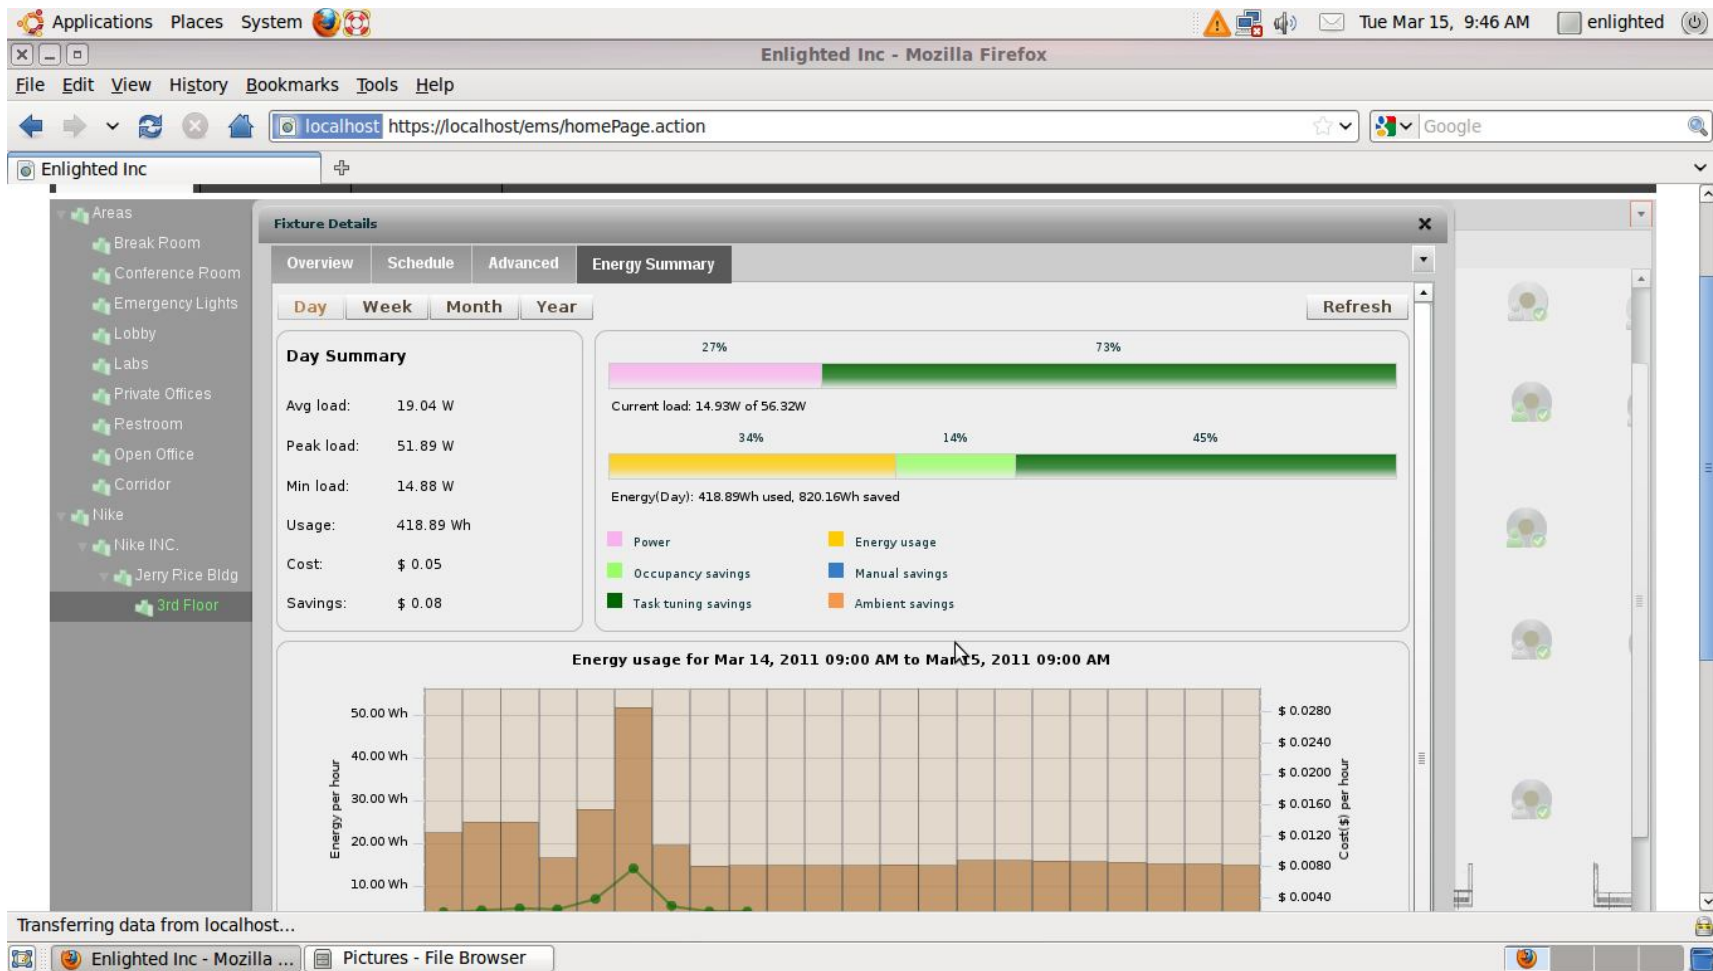 Applications Places System
Tue Mar 15, 9:46 AM enlighted
Enlighted Inc - Mozilla Firefox
File Edit View History Bookmarks Tools Help
localhost https://localhost/ems/homePage.action
Google
Enlighted Inc
Areas
Break Room
Conference Room
Emergency Lights
Lobby
Labs
Private Offices
Restroom
Open Office
Corridor
Nike
Nike INC.
Jerry Rice Bldg
3rd Floor
Fixture Details
Overview Schedule Advanced Energy Summary
Day Week Month Year Refresh
Day Summary
Avg load: 19.04 W
Peak load: 51.89 W
Min load: 14.88 W
Usage: 418.89 Wh
Cost: $ 0.05
Savings: $ 0.08
27% 73%
Current load: 14.93W of 56.32W
34% 14% 45%
Energy(Day): 418.89Wh used, 820.16Wh saved
Power Energy usage
Occupancy savings Manual savings
Task tuning savings Ambient savings
Energy usage for Mar 14, 2011 09:00 AM to Mar 15, 2011 09:00 AM
50.00 Wh
40.00 Wh
30.00 Wh
20.00 Wh
10.00 Wh
Energy per hour
$ 0.0280
$ 0.0240
$ 0.0200
$ 0.0160
$ 0.0120
$ 0.0080
$ 0.0040
Cost($) per hour
Transferring data from localhost...
Enlighted Inc - Mozilla ... Pictures - File Browser